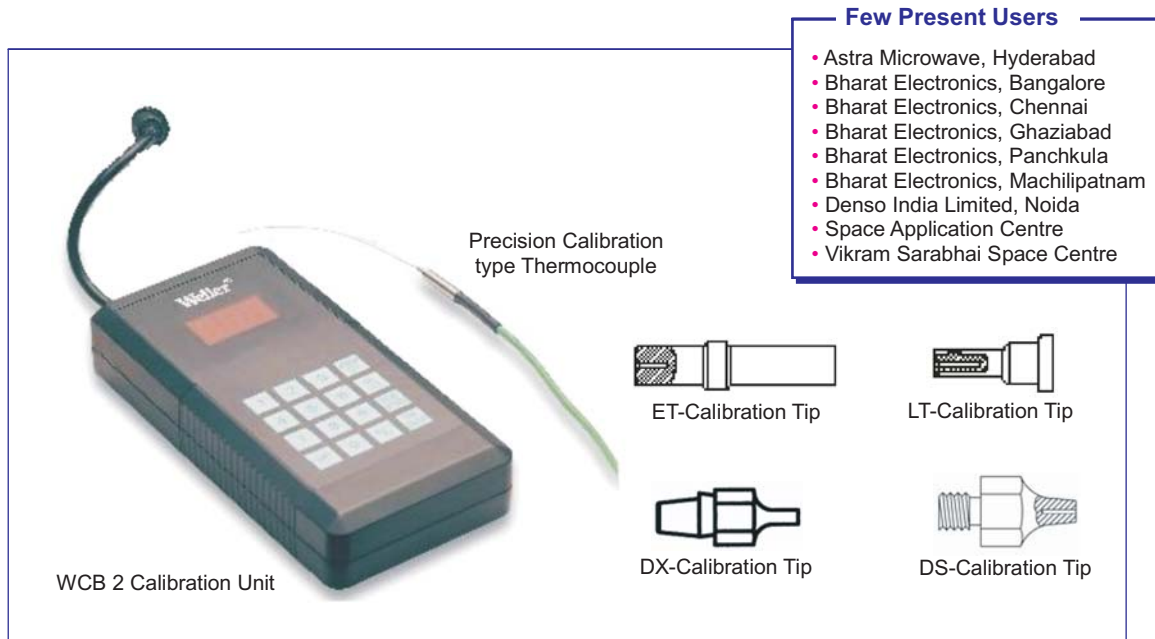 Few Present Users
• Astra Microwave, Hyderabad
• Bharat Electronics, Bangalore
• Bharat Electronics, Chennai
• Bharat Electronics, Ghaziabad
• Bharat Electronics, Panchkula
• Bharat Electronics, Machilipatnam
• Denso India Limited, Noida
• Space Application Centre
• Vikram Sarabhai Space Centre
Precision Calibration
type Thermocouple
Weller®
ET-Calibration Tip
LT-Calibration Tip
DX-Calibration Tip
DS-Calibration Tip
WCB 2 Calibration Unit